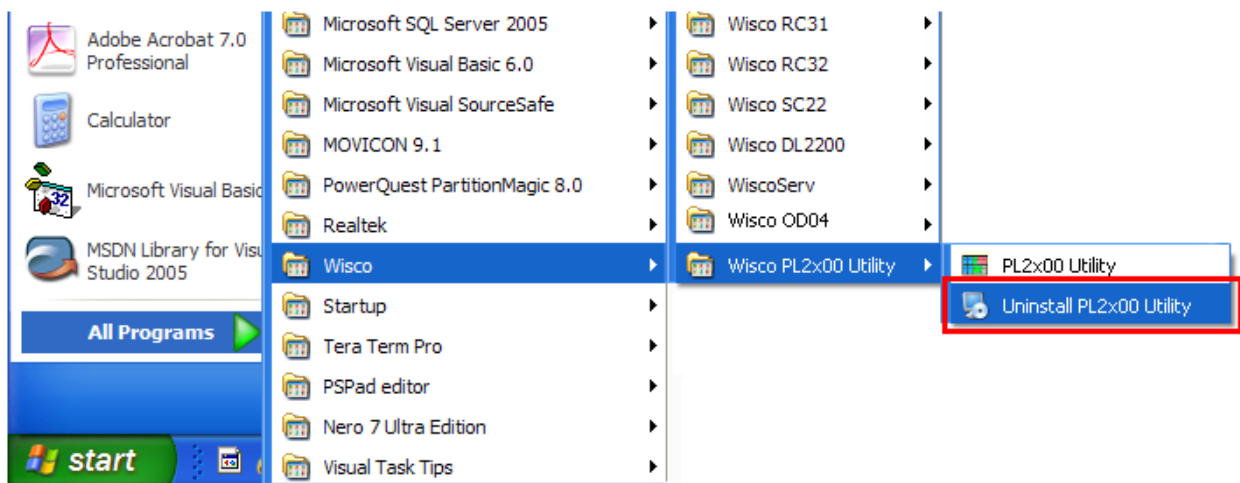 Adobe Acrobat 7.0
Professional
Calculator
Microsoft Visual Basic
MSDN Library for Visu
Studio 2005
All Programs
start
Microsoft SQL Server 2005
Microsoft Visual Basic 6.0
Microsoft Visual SourceSafe
MOVICON 9.1
PowerQuest PartitionMagic 8.0
Realtek
Wisco
Startup
Tera Term Pro
PSPad editor
Nero 7 Ultra Edition
Visual Task Tips
Wisco RC31
Wisco RC32
Wisco SC22
Wisco DL2200
WiscoServ
Wisco OD04
Wisco PL2x00 Utility
PL2x00 Utility
Uninstall PL2x00 Utility